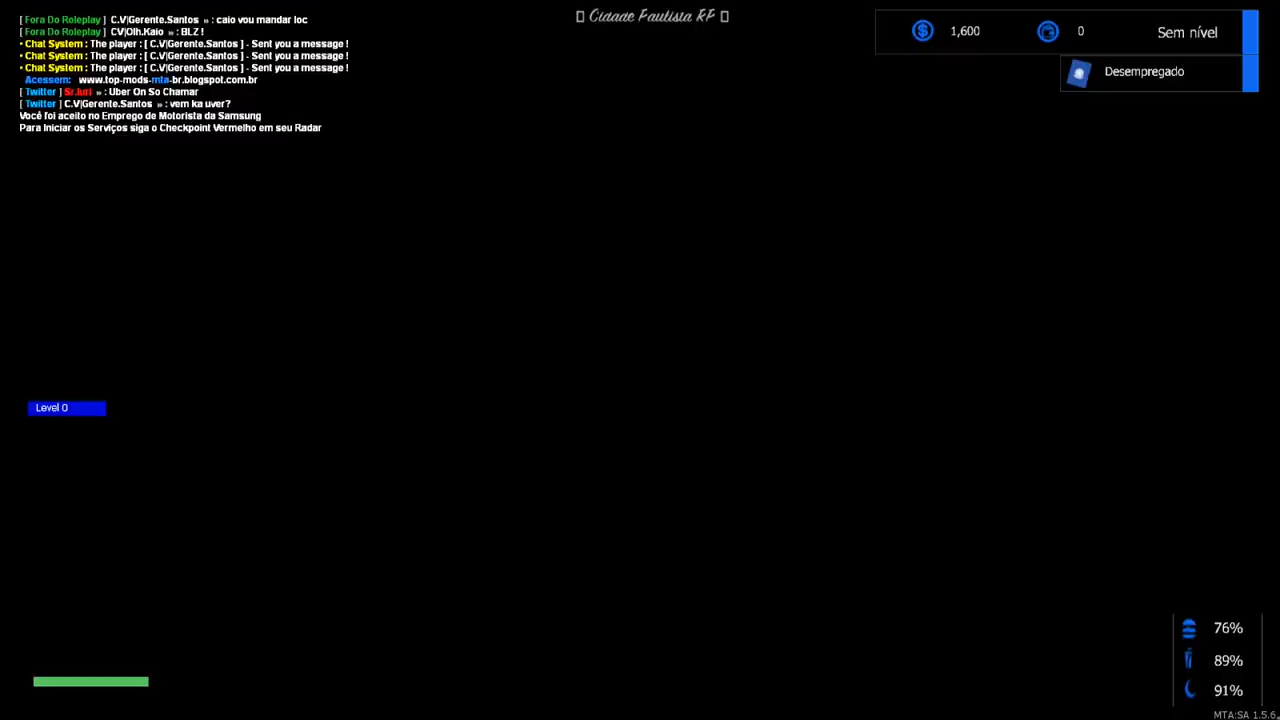 [ Fora Do Roleplay ] C.V|Gerente.Santos » : caio vou mandar loc
[ Fora Do Roleplay ] CV|Olh.Kaio » : BLZ !
• Chat System : The player : [ C.V|Gerente.Santos ] - Sent you a message !
• Chat System : The player : [ C.V|Gerente.Santos ] - Sent you a message !
• Chat System : The player : [ C.V|Gerente.Santos ] - Sent you a message !
Acessem: www.top-mods-mta-br.blogspot.com.br
[ Twitter ] Sr.Iuri » : Uber On So Chamar
[ Twitter ] C.V|Gerente.Santos » : vem ka uver?
Você foi aceito no Emprego de Motorista da Samsung
Para Iniciar os Serviços siga o Checkpoint Vermelho em seu Radar
Cidade Paulista RP
1,600
0
Sem nível
Desempregado
Level 0
76%
89%
91%
MTA:SA 1.5.6